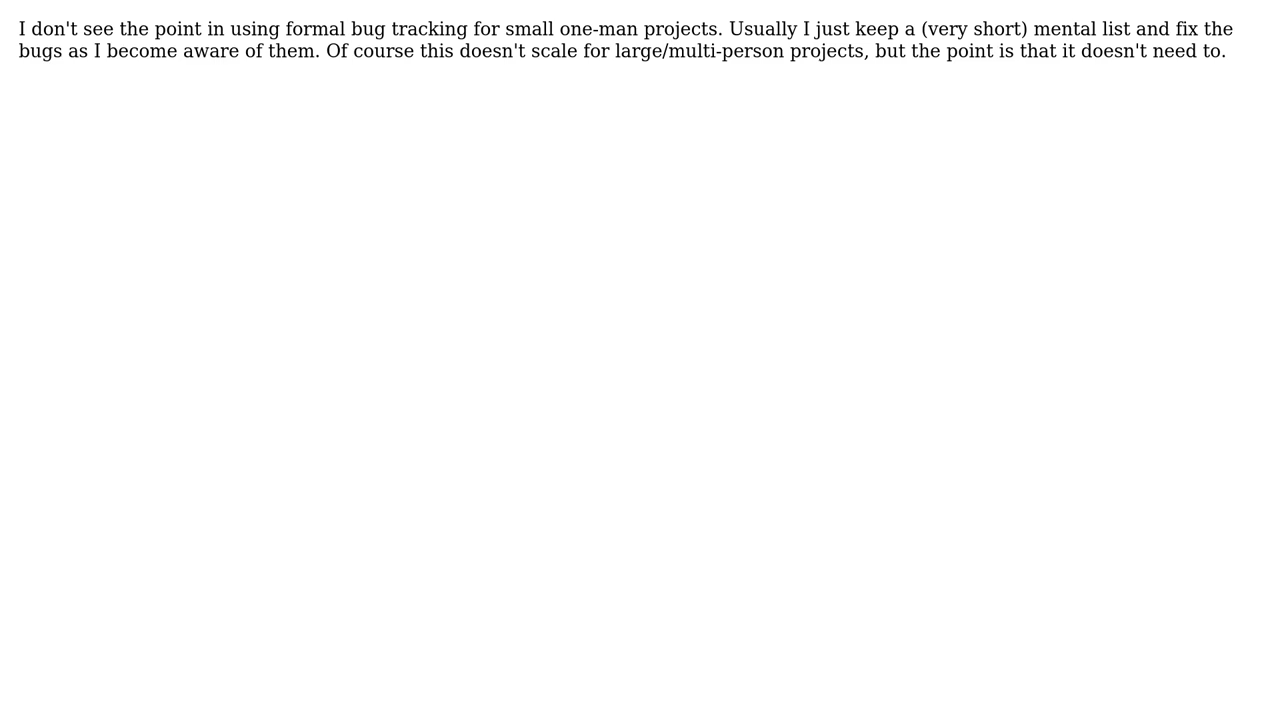 I don't see the point in using formal bug tracking for small one-man projects. Usually I just keep a (very short) mental list and fix the
bugs as I become aware of them. Of course this doesn't scale for large/multi-person projects, but the point is that it doesn't need to.